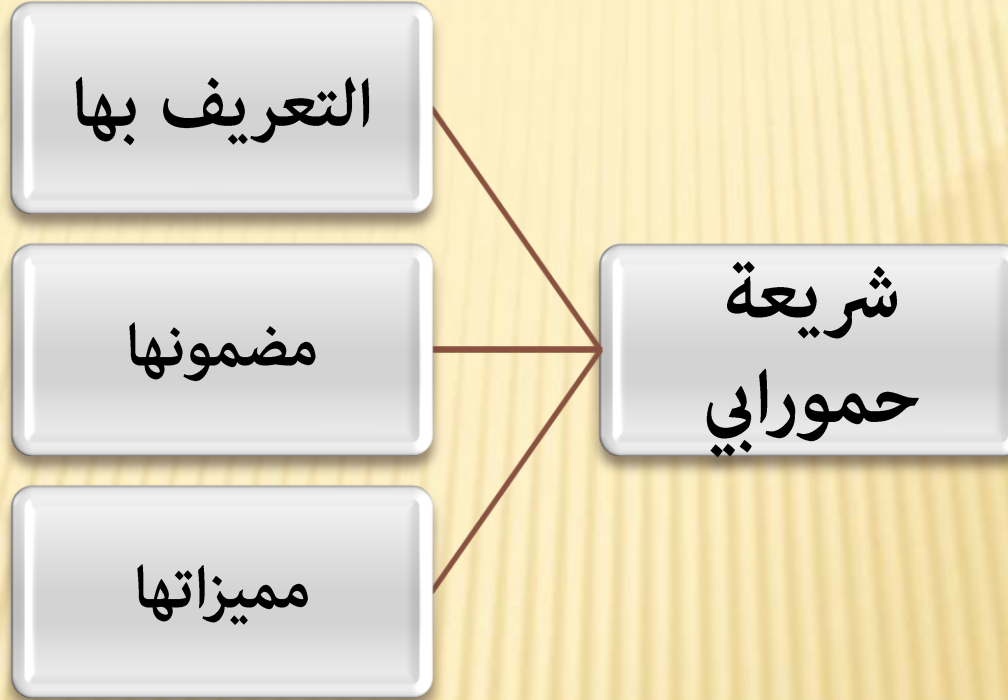 شريعة
حمورابي
التعريف بها
مضمونها
مميزاتها